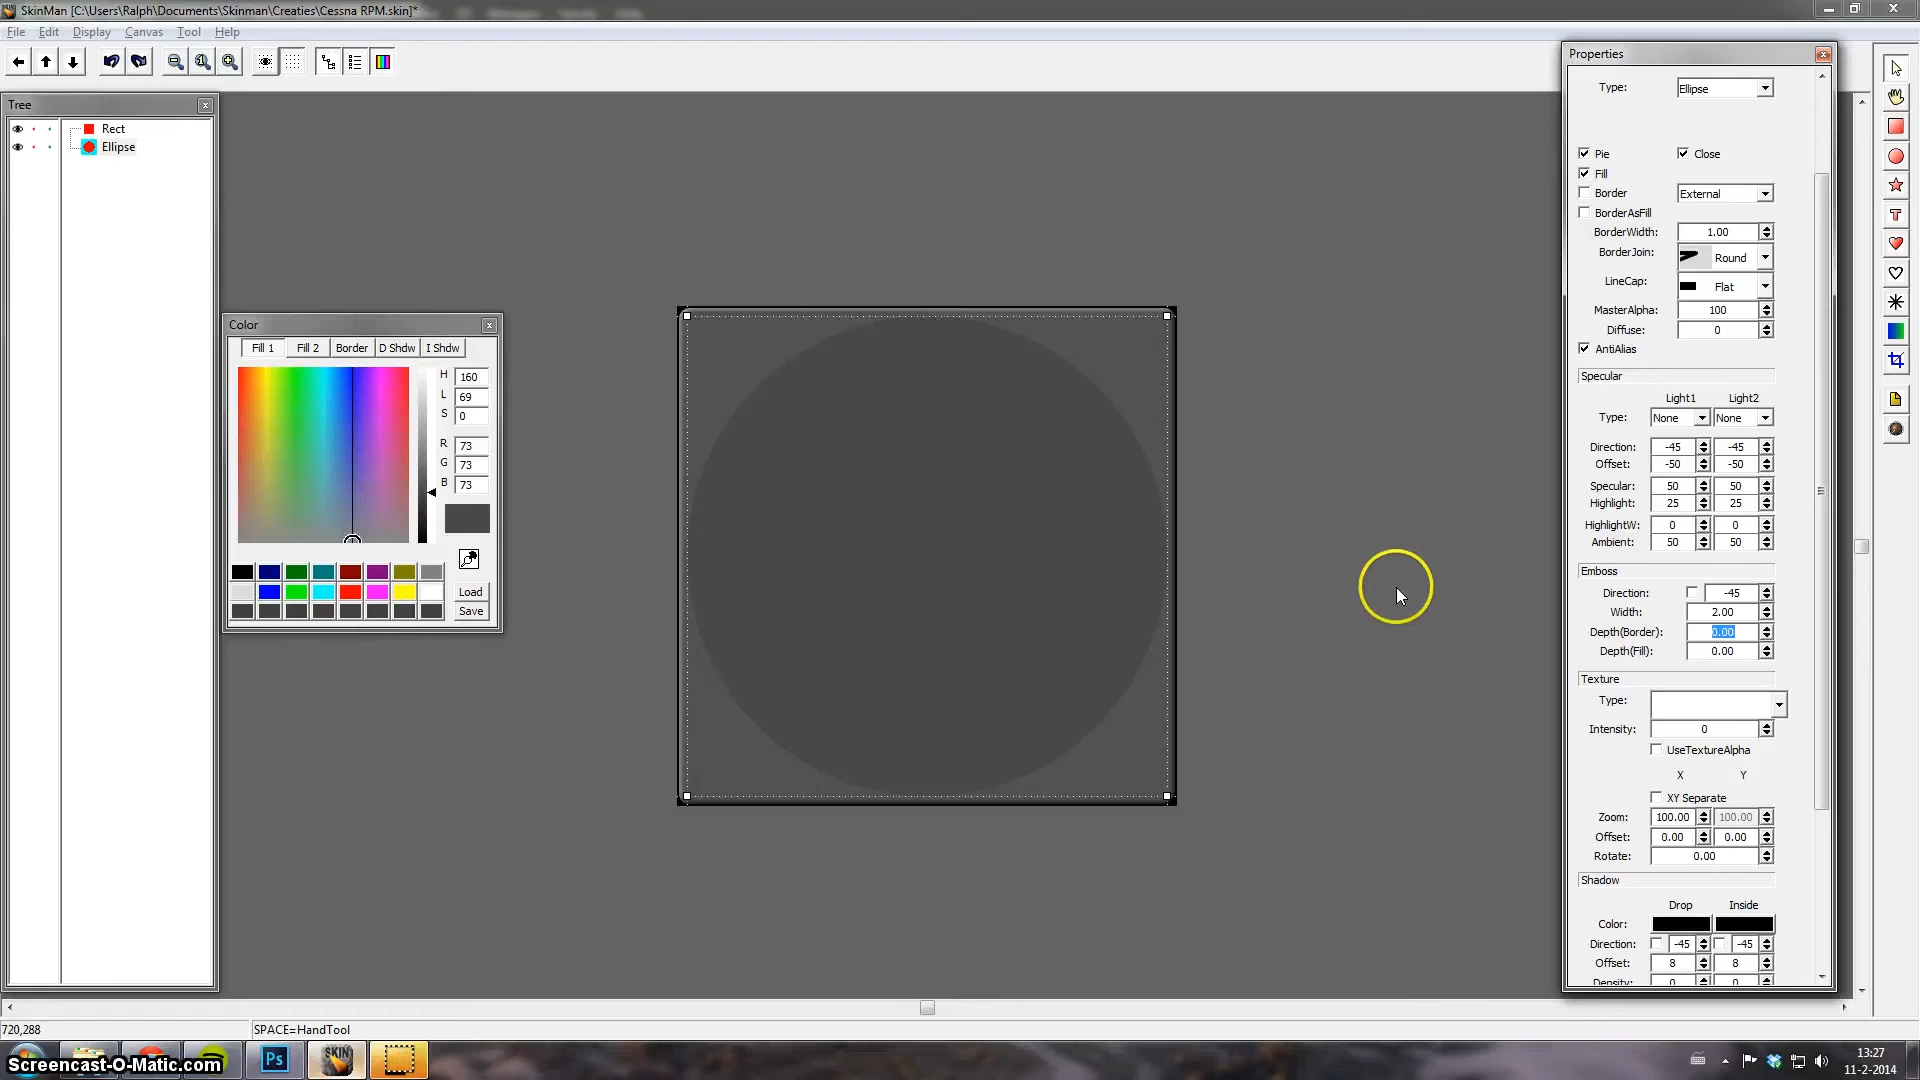 SkinMan [C:\Users\Ralph\Documents\Skinman\Creaties\Cessna RPM.skin]*
File Edit Display Canvas Tool Help
Tree
Rect
Ellipse
Color
Fill 1 Fill 2 Border D Shdw I Shdw
H 160
L 69
S 0
R 73
G 73
B 73
Load
Save
Properties
Type: Ellipse
Pie Close
Fill
Border External
BorderAsFill
BorderWidth: 1.00
BorderJoin: Round
LineCap: Flat
MasterAlpha: 100
Diffuse: 0
AntiAlias
Specular
Light1 Light2
Type: None None
Direction: -45 -45
Offset: -50 -50
Specular: 50 50
Highlight: 25 25
HighlightW: 0 0
Ambient: 50 50
Emboss
Direction: -45
Width: 2.00
Depth(Border): 0.00
Depth(Fill): 0.00
Texture
Type:
Intensity: 0
UseTextureAlpha
X Y
XY Separate
Zoom: 100.00 100.00
Offset: 0.00 0.00
Rotate: 0.00
Shadow
Drop Inside
Color:
Direction: -45 -45
Offset: 8 8
Density: 0 0
720,288 SPACE=HandTool
Screencast-O-Matic.com
Ps
SKIN
13:27
11-2-2014